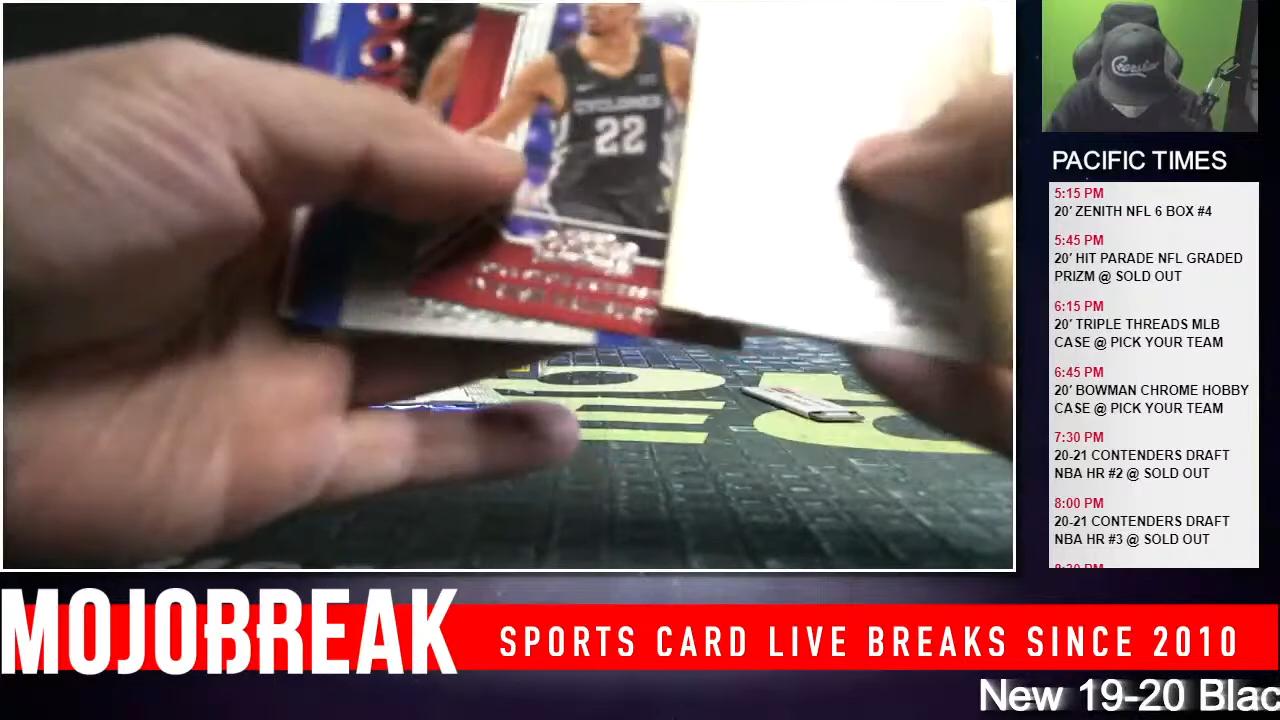 CYCLONES
22
Crenshaw
PACIFIC TIMES
5:15 PM
20' ZENITH NFL 6 BOX #4
5:45 PM
20' HIT PARADE NFL GRADED
PRIZM @ SOLD OUT
6:15 PM
20' TRIPLE THREADS MLB
CASE @ PICK YOUR TEAM
6:45 PM
20' BOWMAN CHROME HOBBY
CASE @ PICK YOUR TEAM
7:30 PM
20-21 CONTENDERS DRAFT
NBA HR #2 @ SOLD OUT
8:00 PM
20-21 CONTENDERS DRAFT
NBA HR #3 @ SOLD OUT
8:30 PM
MOJOBREAK
SPORTS CARD LIVE BREAKS SINCE 2010
New 19-20 Blac